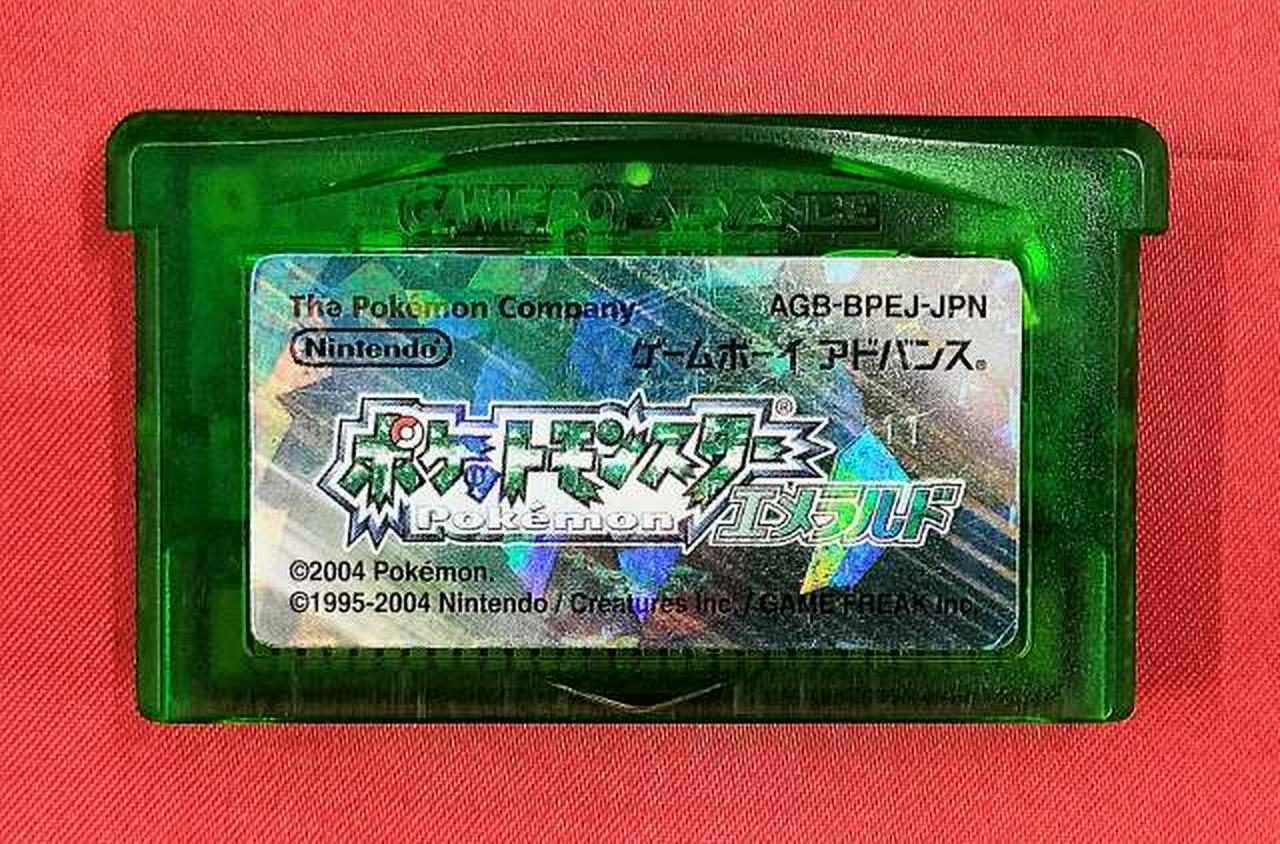 GAME BOY ADVANCE
The Pokémon Company AGB-BPEJ-JPN
Nintendo® ゲームボーイ アドバンス®
ポケットモンスター®
Pokémon エメラルド
©2004 Pokémon.
©1995-2004 Nintendo / Creatures inc. / GAME FREAK inc.